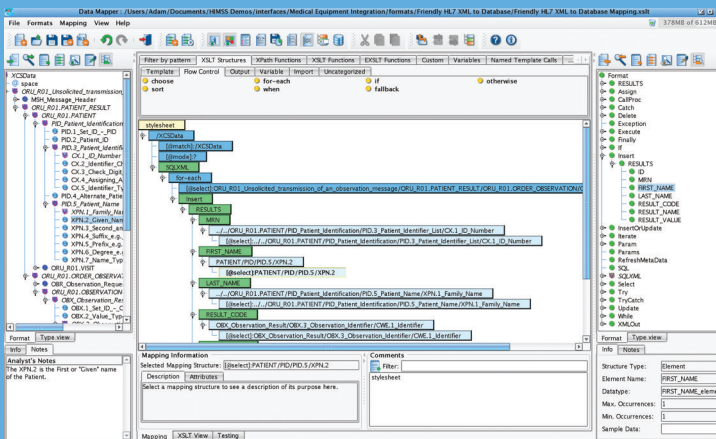 Data Mapper : /Users/Adam/Documents/HIMSS Demos/interfaces/Medical Equipment Integration/formats/Friendly HL7 XML to Database/Friendly HL7 XML to Database Mapping.xslt
File Formats Mapping View Help
378MB of 612MB
Filter by pattern XSLT Structures XPath Functions XSLT Functions EXSLT Functions Custom Variables Named Template Calls
Template Flow Control Output Variable Import Uncategorized
choose for-each if otherwise
sort when fallback
XCSData
space
ORU_R01_Unsolicited_transmission_
MSH_Message_Header
ORU_R01.PATIENT_RESULT
ORU_R01.PATIENT
PID_Patient_Identification
PID.1_Set_ID_-_PID
PID.2_Patient_ID
PID.3_Patient_Identifi
CX.1_ID_Number
CX.2_Identifier_Ch
CX.3_Check_Digit_
CX.4_Assigning_A
CX.5_Identifier_Ty
PID.4_Alternate_Patie
PID.5_Patient_Name
XPN.1_Family_Nam
XPN.2_Given_Nam
XPN.3_Second_an
XPN.4_Suffix_e.g.
XPN.5_Prefix_e.g.
XPN.6_Degree_e.g
XPN.7_Name_Typ
ORU_R01.VISIT
ORU_R01.ORDER_OBSERVA
OBR_Observation_Reque
ORU_R01.OBSERVATION
OBX_Observation_Res
OBX.1_Set_ID_-_O
OBX.2_Value_Typ
Format Type view
Info Notes
Analyst's Notes
The XPN.2 is the First or "Given" name
of the Patient.
stylesheet
/XCSData
[@match]:/XCSData
[@mode]:?
SQLXML
for-each
[@select]:ORU_R01_Unsolicited_transmission_of_an_observation_message/ORU_R01.PATIENT_RESULT/ORU_R01.ORDER_OBSERVATION/O
Insert
RESULTS
MRN
../../ORU_R01.PATIENT/PID_Patient_Identification/PID.3_Patient_Identifier_List/CX.1_ID_Number
[@select]:../../ORU_R01.PATIENT/PID_Patient_Identification/PID.3_Patient_Identifier_List/CX.1_ID_Number
FIRST_NAME
PATIENT/PID/PID.5/XPN.2
[@select]:PATIENT/PID/PID.5/XPN.2
LAST_NAME
../../ORU_R01.PATIENT/PID_Patient_Identification/PID.5_Patient_Name/XPN.1_Family_Name
[@select]:../../ORU_R01.PATIENT/PID_Patient_Identification/PID.5_Patient_Name/XPN.1_Family_Name
RESULT_CODE
OBX_Observation_Result/OBX.3_Observation_Identifier/CWE.1_Identifier
[@select]:OBX_Observation_Result/OBX.3_Observation_Identifier/CWE.1_Identifier
Mapping Information
Selected Mapping Structure: [@select]:PATIENT/PID/PID.5/XPN.2
Description Attributes
Select a mapping structure to see a description of its purpose here.
Mapping XSLT View Testing
Comments
Filter:
stylesheet
Format
RESULTS
Assign
CallProc
Catch
Delete
Exception
Execute
Finally
If
Insert
RESULTS
ID
MRN
FIRST_NAME
LAST_NAME
RESULT_CODE
RESULT_NAME
RESULT_VALUE
InsertOrUpdate
Iterate
Param
Params
RefreshMetaData
SQL
SQLXML
Select
Try
TryCatch
Update
While
XMLOut
Format Type view
Info Notes
Structure Type: Element
Element Name: FIRST_NAME
Datatype: FIRST_NAME_eleme
Max. Occurrences: 1
Min. Occurrences: 1
Sample Data: